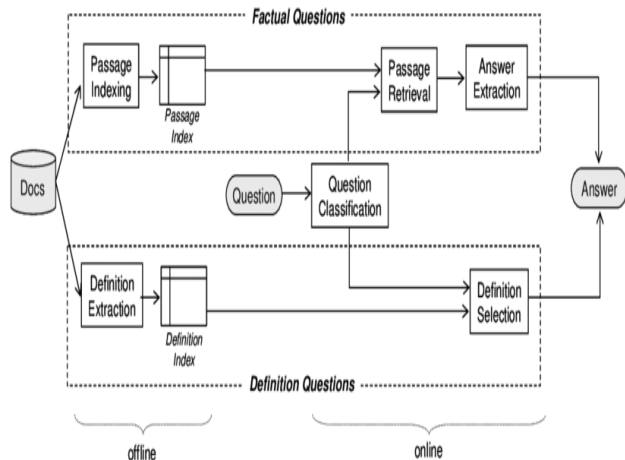 Factual Questions
Passage
Indexing
Passage
Index
Passage
Retrieval
Answer
Extraction
Docs
Question
Question
Classification
Answer
Definition
Extraction
Definition
Index
Definition
Selection
Definition Questions
offline
online